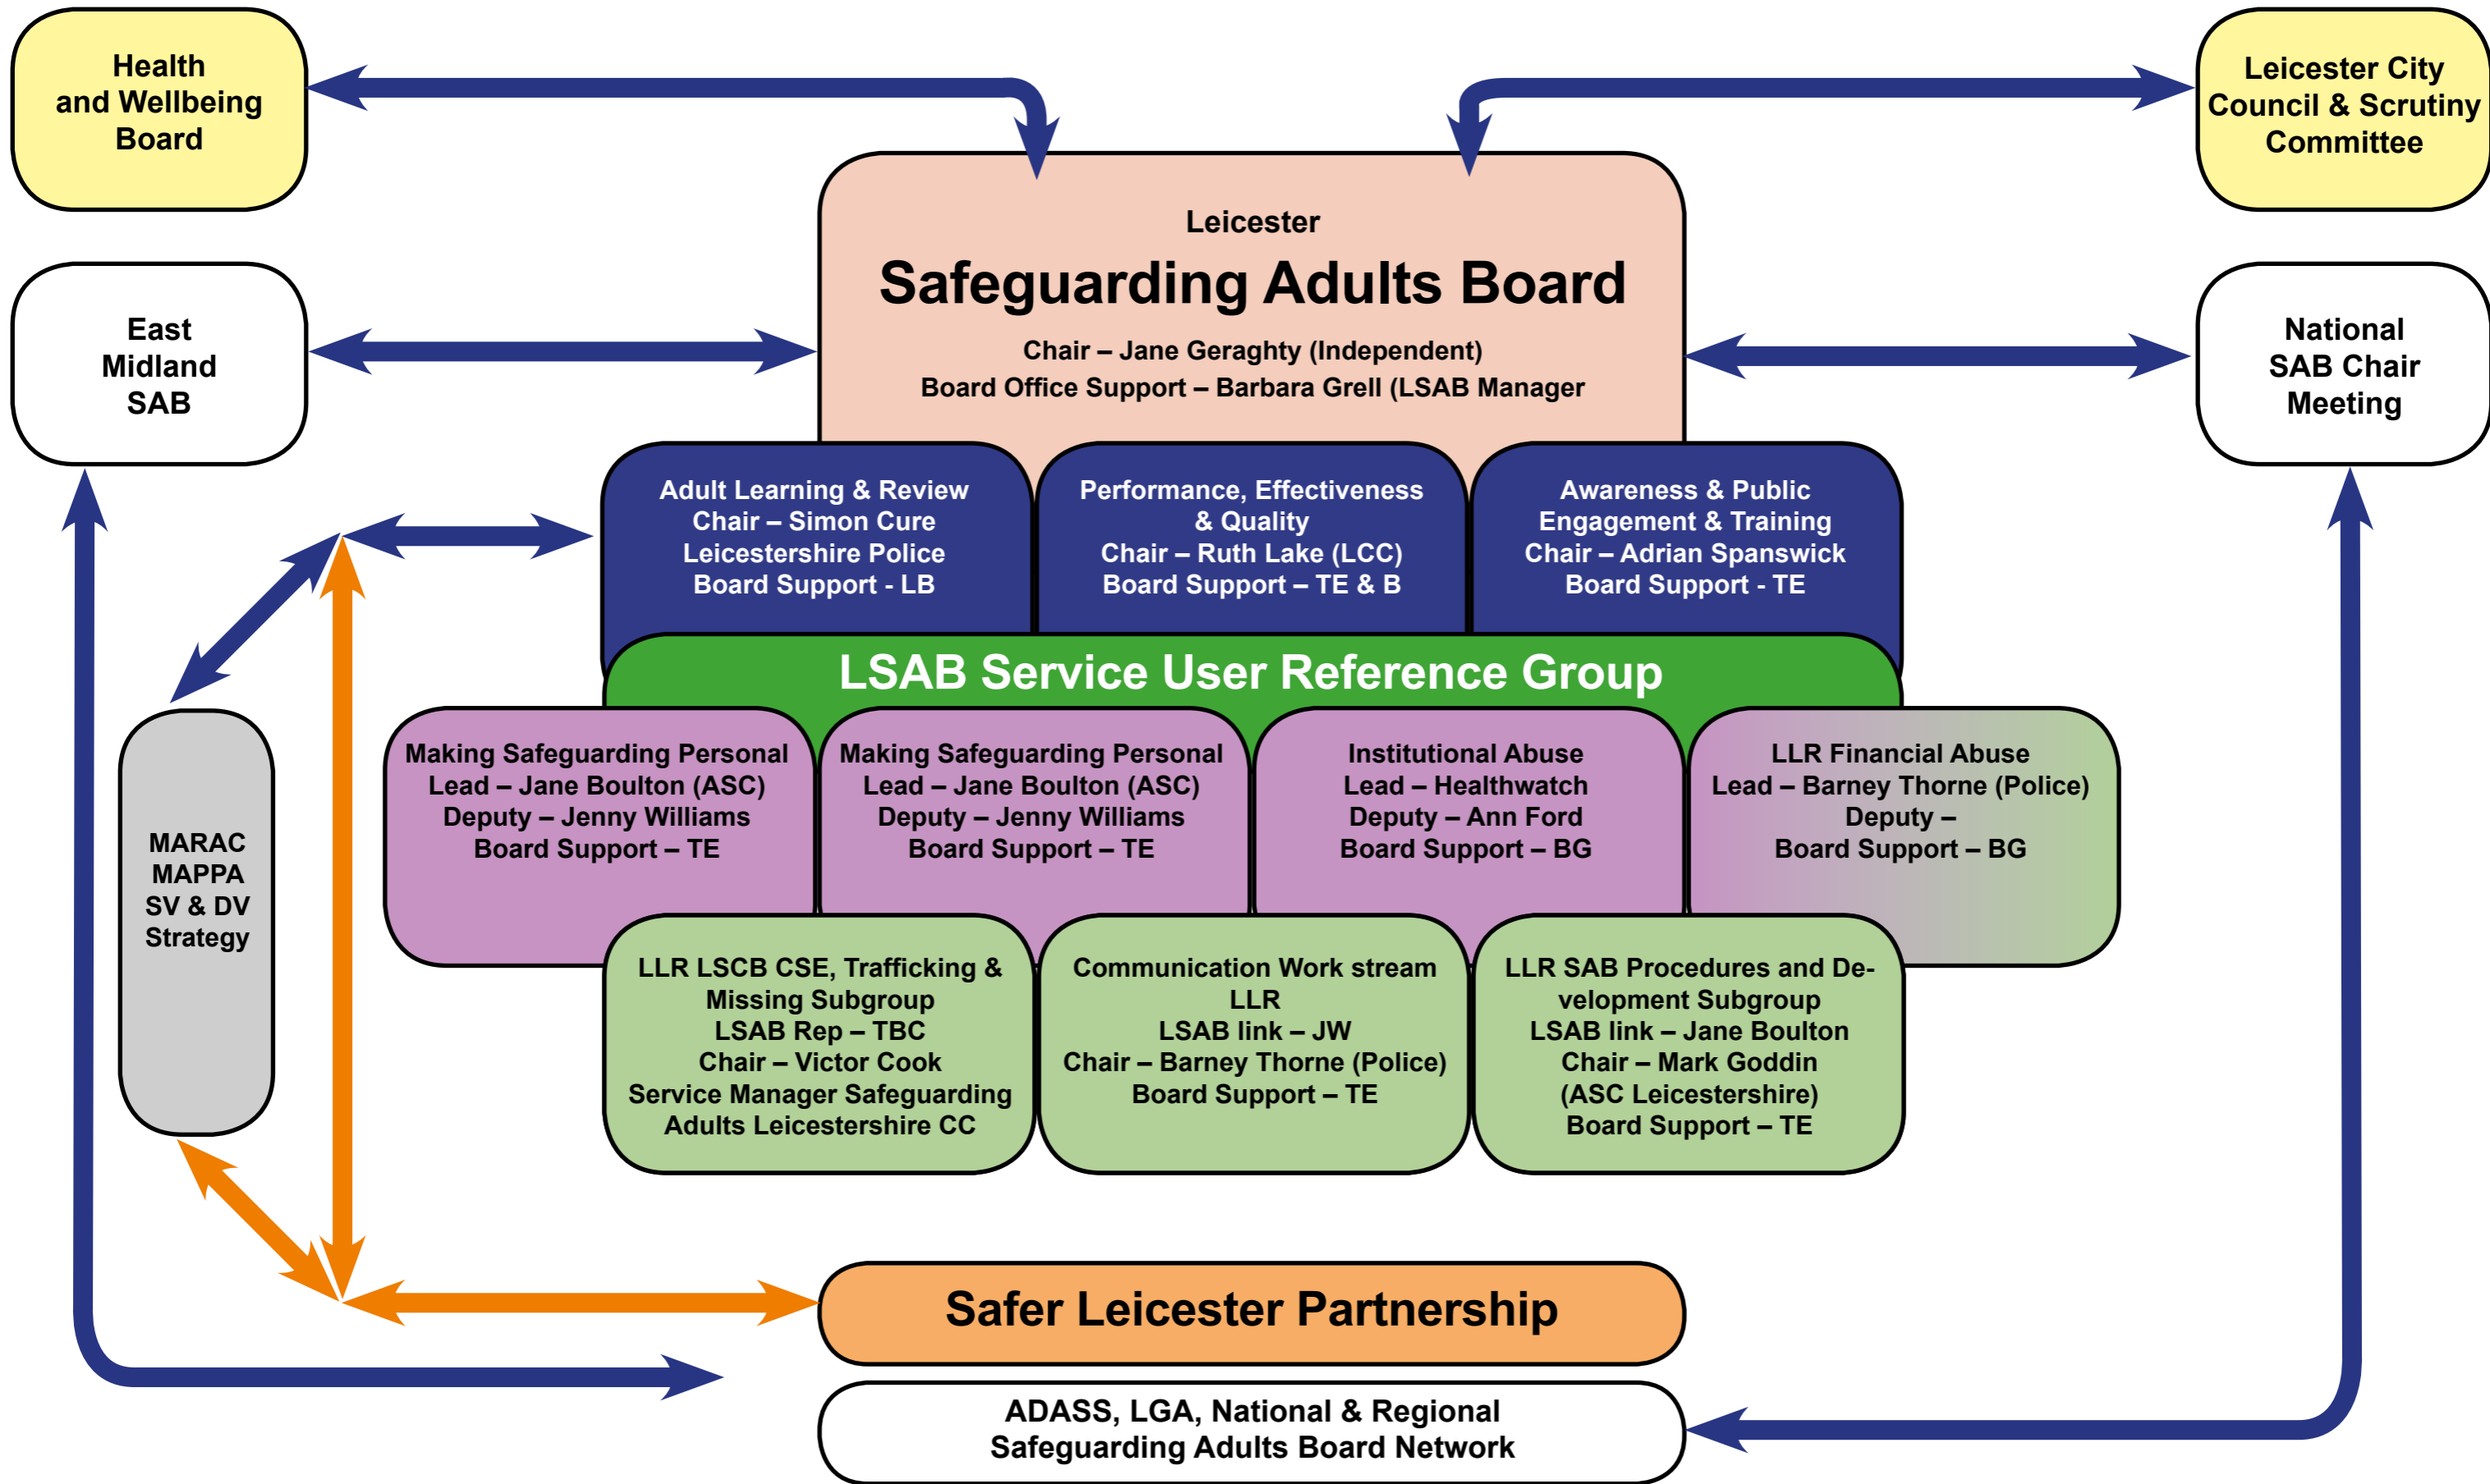 Health
and Wellbeing
Board
Leicester City
Council & Scrutiny
Committee
Leicester
Safeguarding Adults Board
Chair – Jane Geraghty (Independent)
Board Office Support – Barbara Grell (LSAB Manager
East
Midland
SAB
National
SAB Chair
Meeting
Adult Learning & Review
Chair – Simon Cure
Leicestershire Police
Board Support - LB
Performance, Effectiveness
& Quality
Chair – Ruth Lake (LCC)
Board Support – TE & B
Awareness & Public
Engagement & Training
Chair – Adrian Spanswick
Board Support - TE
LSAB Service User Reference Group
Making Safeguarding Personal
Lead – Jane Boulton (ASC)
Deputy – Jenny Williams
Board Support – TE
Making Safeguarding Personal
Lead – Jane Boulton (ASC)
Deputy – Jenny Williams
Board Support – TE
Institutional Abuse
Lead – Healthwatch
Deputy – Ann Ford
Board Support – BG
LLR Financial Abuse
Lead – Barney Thorne (Police)
Deputy –
Board Support – BG
MARAC
MAPPA
SV & DV
Strategy
LLR LSCB CSE, Trafficking &
Missing Subgroup
LSAB Rep – TBC
Chair – Victor Cook
Service Manager Safeguarding
Adults Leicestershire CC
Communication Work stream
LLR
LSAB link – JW
Chair – Barney Thorne (Police)
Board Support – TE
LLR SAB Procedures and De-
velopment Subgroup
LSAB link – Jane Boulton
Chair – Mark Goddin
(ASC Leicestershire)
Board Support – TE
Safer Leicester Partnership
ADASS, LGA, National & Regional
Safeguarding Adults Board Network